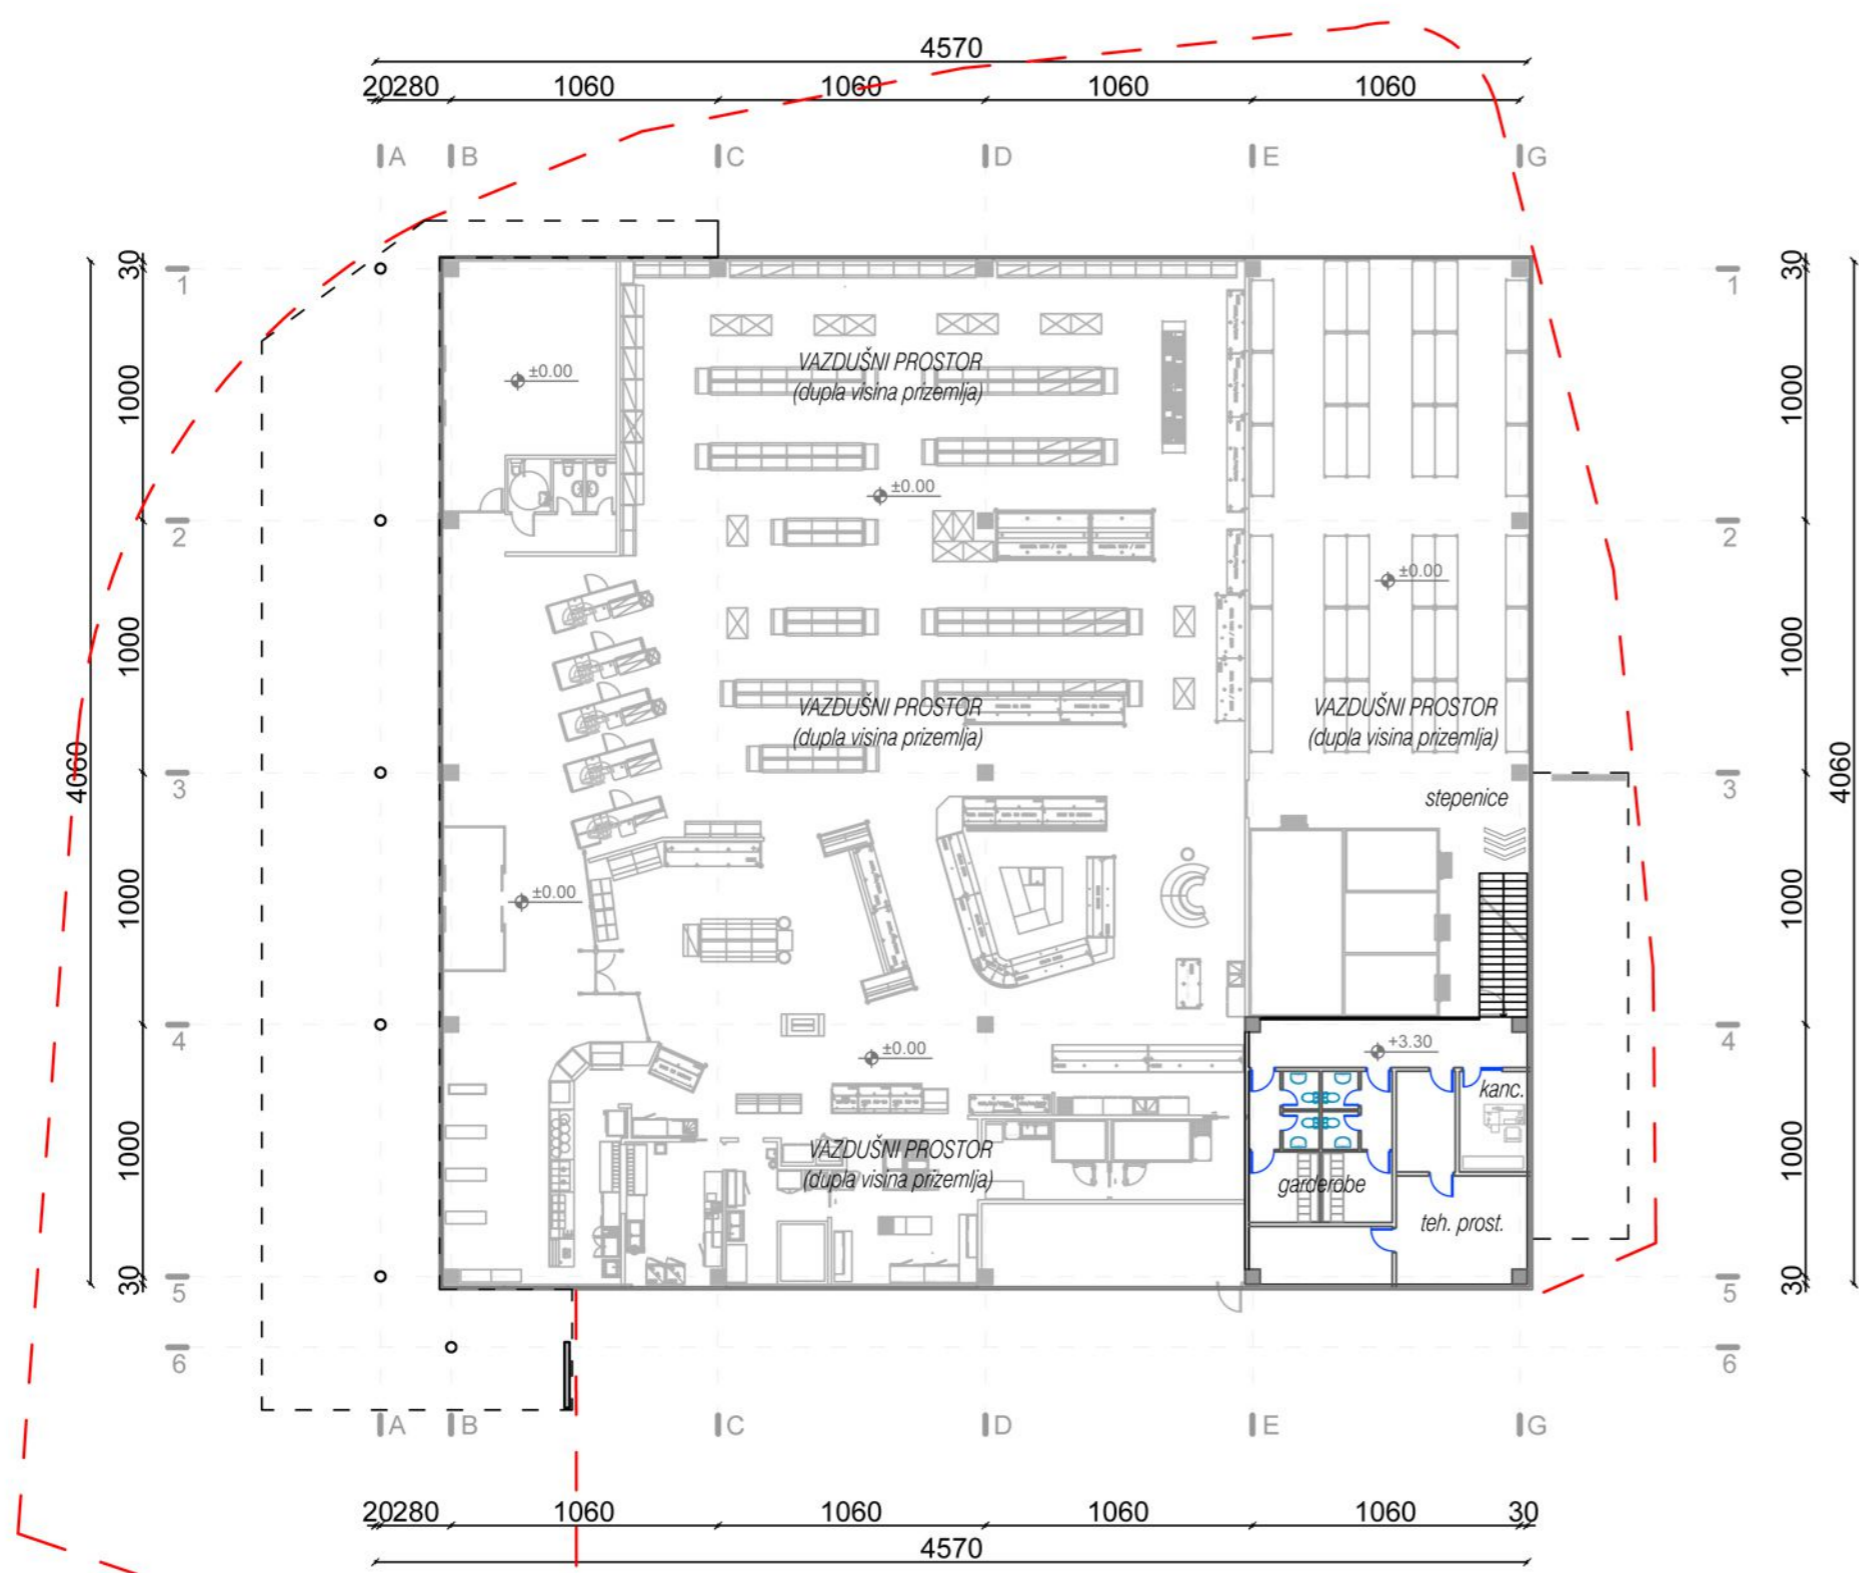 4570
20280 1060 1060 1060 1060
A B C D E G
30 30
1 1
±0.00
VAZDUŠNI PROSTOR
(dupla visina prizemlja)
1000 1000
±0.00
2 2
±0.00
1000 1000
VAZDUŠNI PROSTOR
(dupla visina prizemlja)
VAZDUŠNI PROSTOR
(dupla visina prizemlja)
4060 4060
3 3
stepenice
±0.00
1000 1000
4 4
±0.00
+3.30
kanc.
VAZDUŠNI PROSTOR
(dupla visina prizemlja)
1000 1000
garderobe
teh. prost.
30 30
5 5
6 6
A B C D E G
20280 1060 1060 1060 1060 30
4570